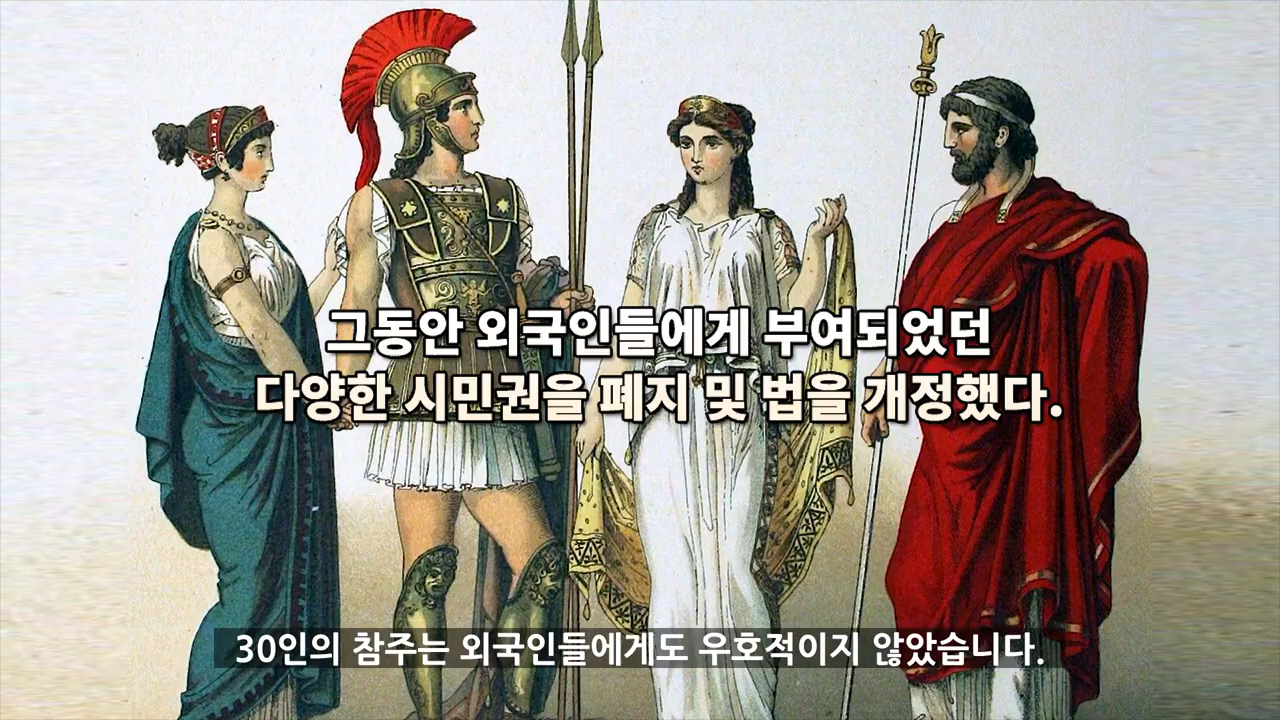 그동안 외국인들에게 부여되었던
다양한 시민권을 폐지 및 법을 개정했다.
30인의 참주는 외국인들에게도 우호적이지 않았습니다.